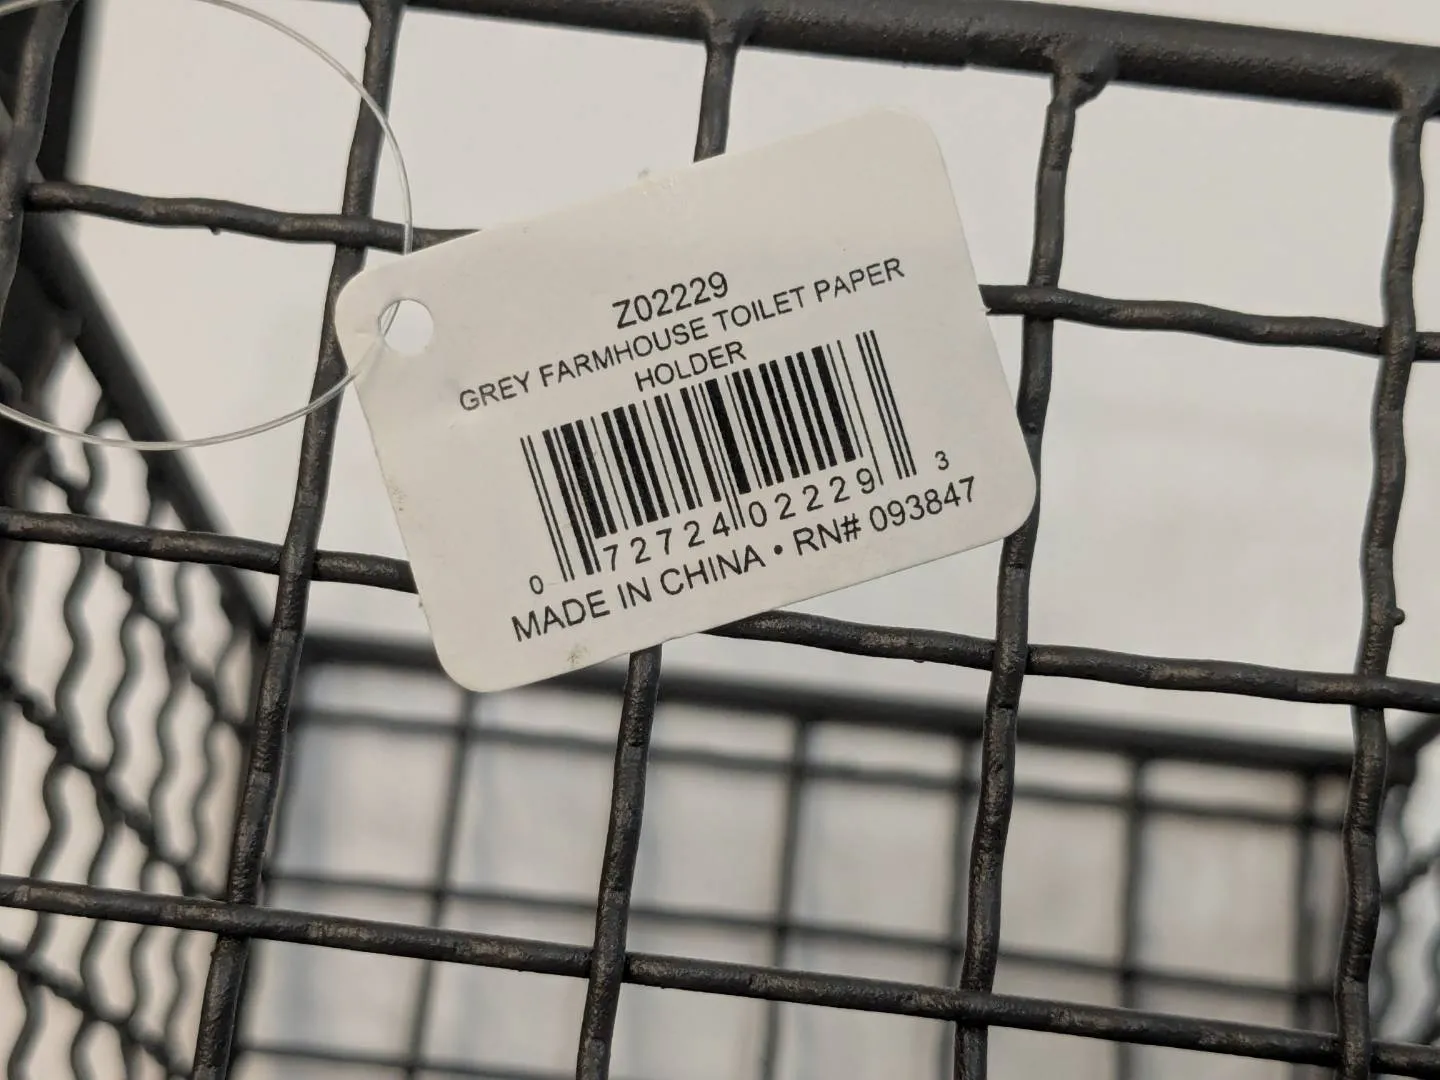 Z02229
GREY FARMHOUSE TOILET PAPER
HOLDER
0 72724 02229 3
MADE IN CHINA • RN# 093847